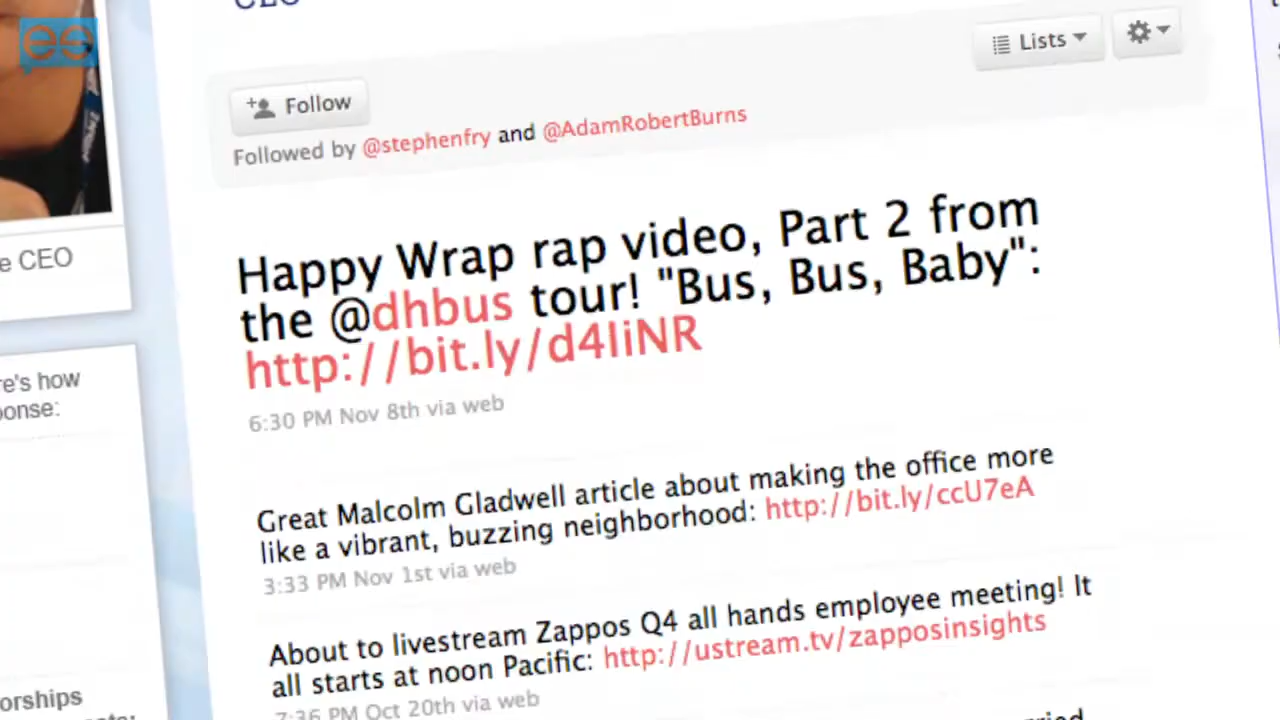 CEO
Lists
Follow
Followed by @stephenfry and @AdamRobertBurns
Happy Wrap rap video, Part 2 from
the @dhbus tour! "Bus, Bus, Baby":
http://bit.ly/d4IiNR
6:30 PM Nov 8th via web
Great Malcolm Gladwell article about making the office more
like a vibrant, buzzing neighborhood: http://bit.ly/ccU7eA
3:33 PM Nov 1st via web
About to livestream Zappos Q4 all hands employee meeting! It
all starts at noon Pacific: http://ustream.tv/zapposinsights
7:36 PM Oct 20th via web
e CEO
re's how
onse:
orships